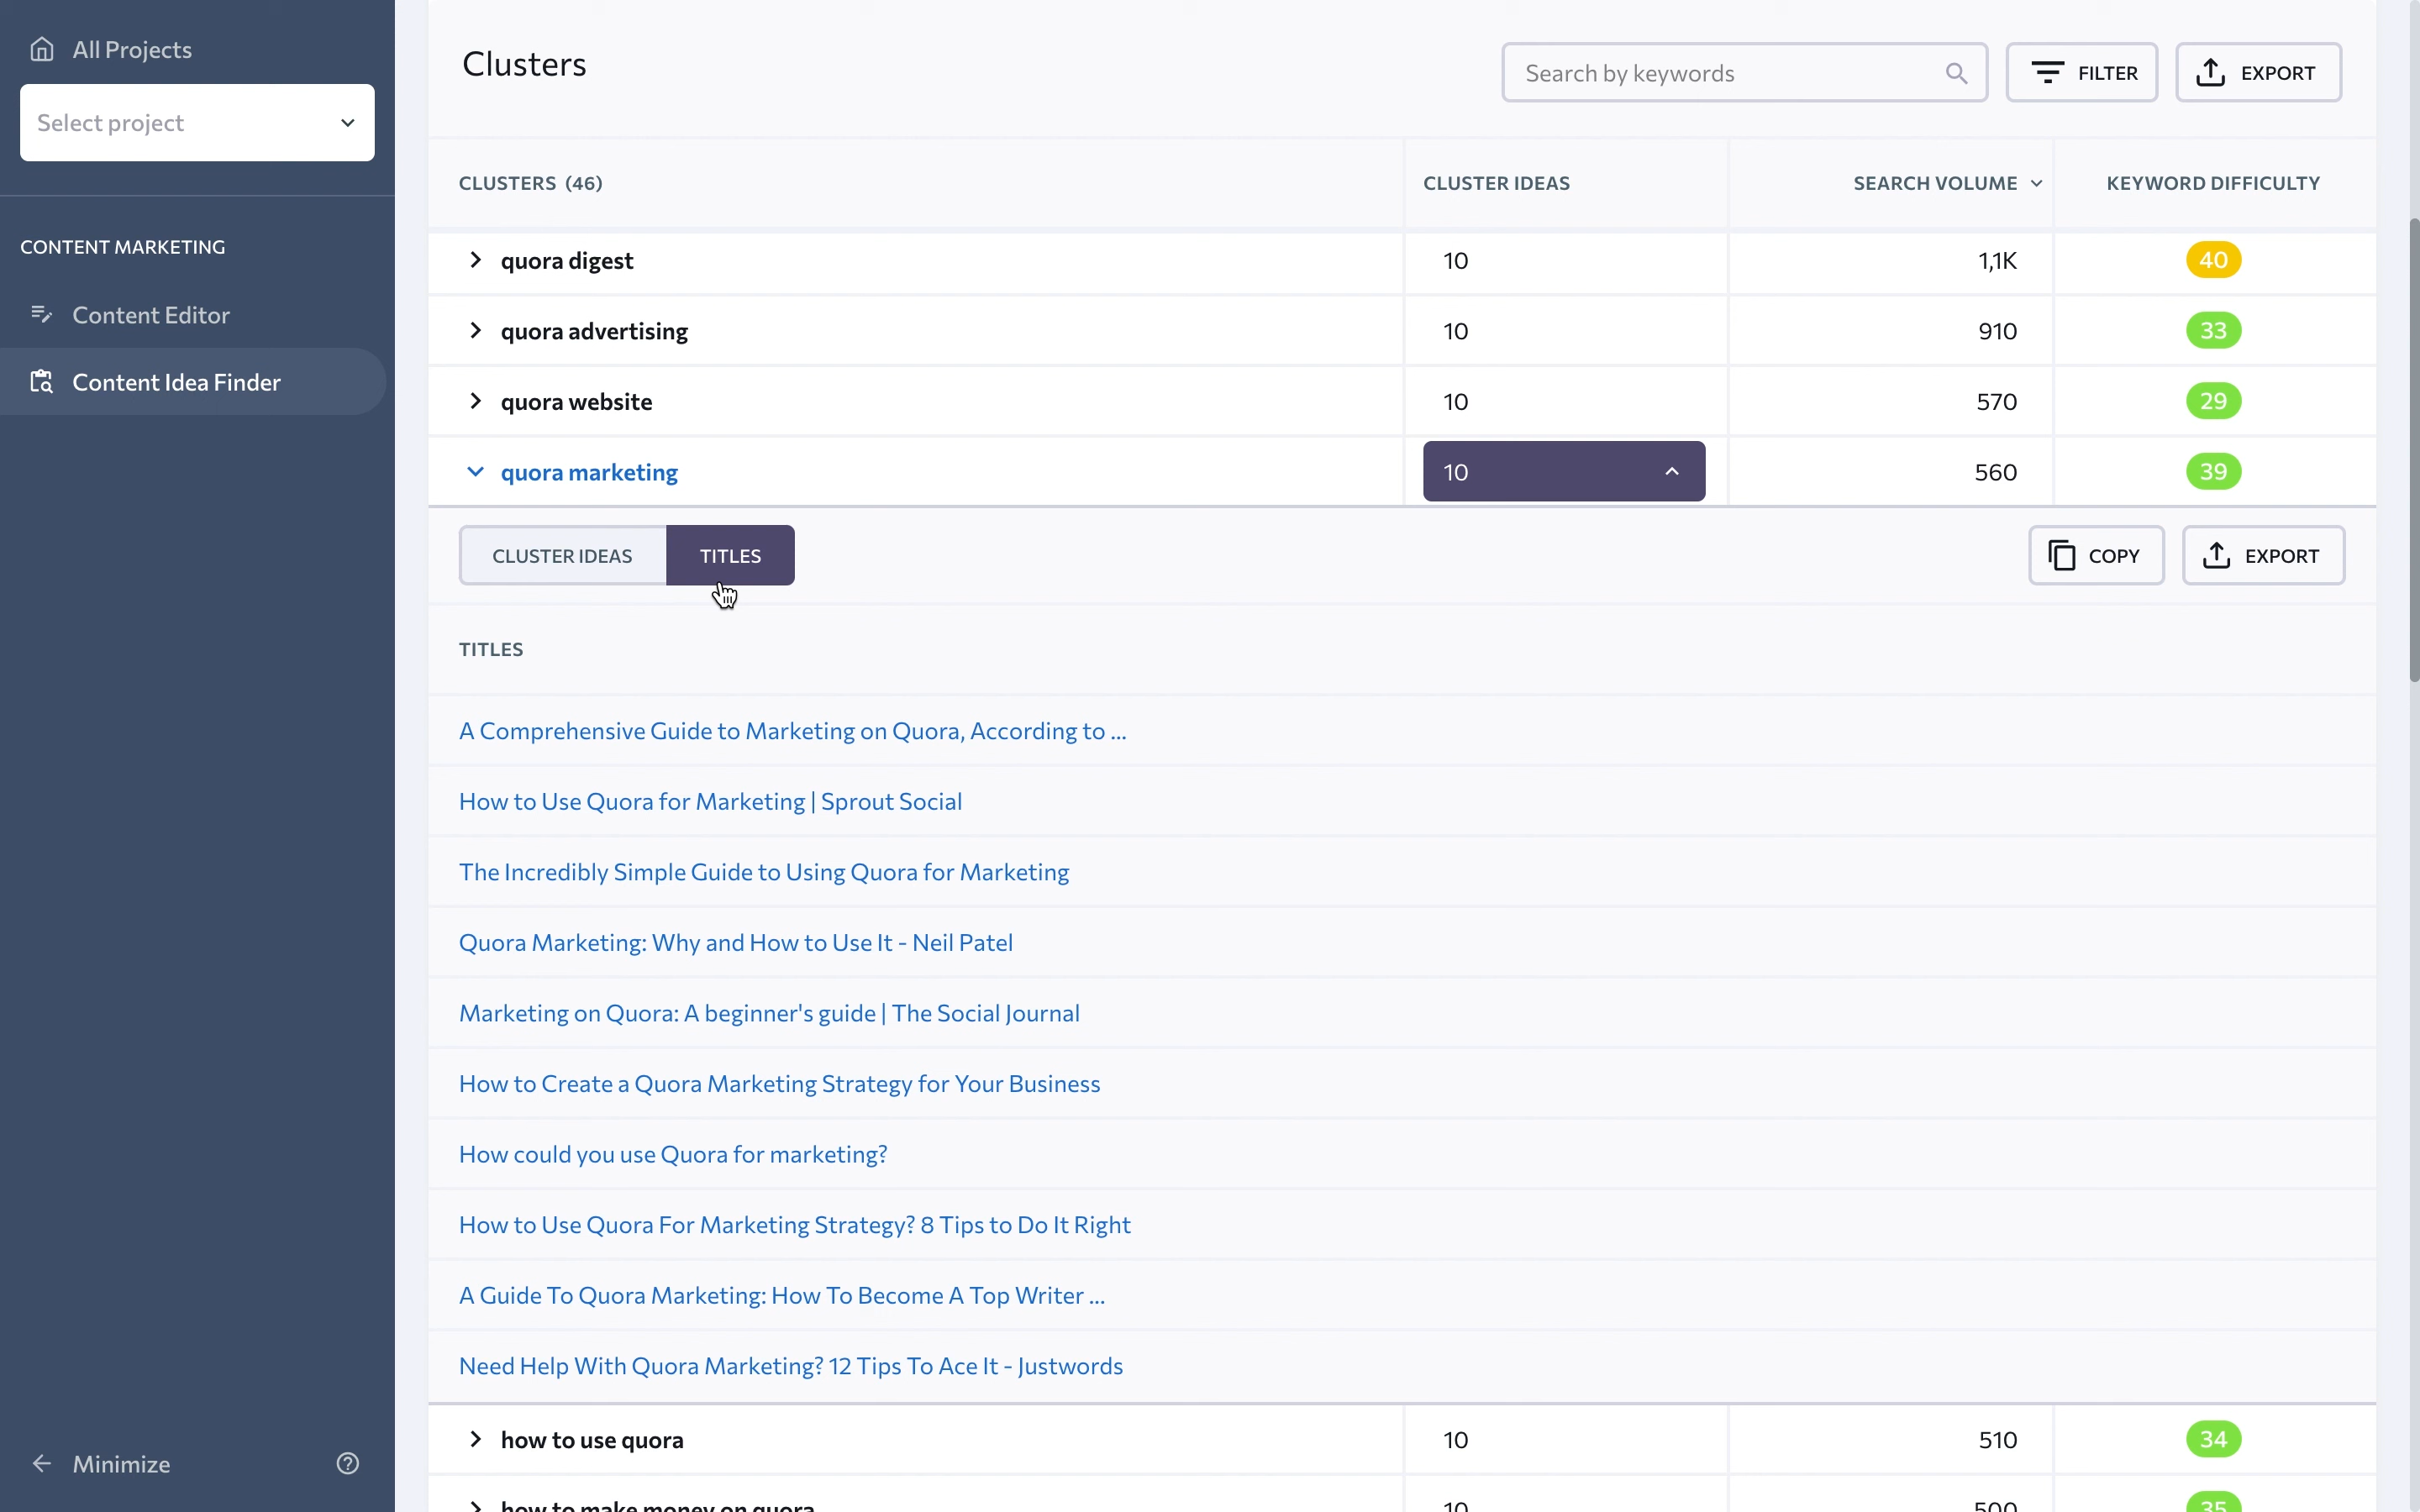 All Projects
Select project
CONTENT MARKETING
Content Editor
Content Idea Finder
Minimize
Clusters
Search by keywords
FILTER
EXPORT
CLUSTERS (46)
CLUSTER IDEAS
SEARCH VOLUME
KEYWORD DIFFICULTY
quora digest 10 1,1K 40
quora advertising 10 910 33
quora website 10 570 29
quora marketing 10 560 39
CLUSTER IDEAS
TITLES
COPY
EXPORT
TITLES
A Comprehensive Guide to Marketing on Quora, According to ...
How to Use Quora for Marketing | Sprout Social
The Incredibly Simple Guide to Using Quora for Marketing
Quora Marketing: Why and How to Use It - Neil Patel
Marketing on Quora: A beginner's guide | The Social Journal
How to Create a Quora Marketing Strategy for Your Business
How could you use Quora for marketing?
How to Use Quora For Marketing Strategy? 8 Tips to Do It Right
A Guide To Quora Marketing: How To Become A Top Writer ...
Need Help With Quora Marketing? 12 Tips To Ace It - Justwords
how to use quora 10 510 34
how to make money on quora 10 500 35